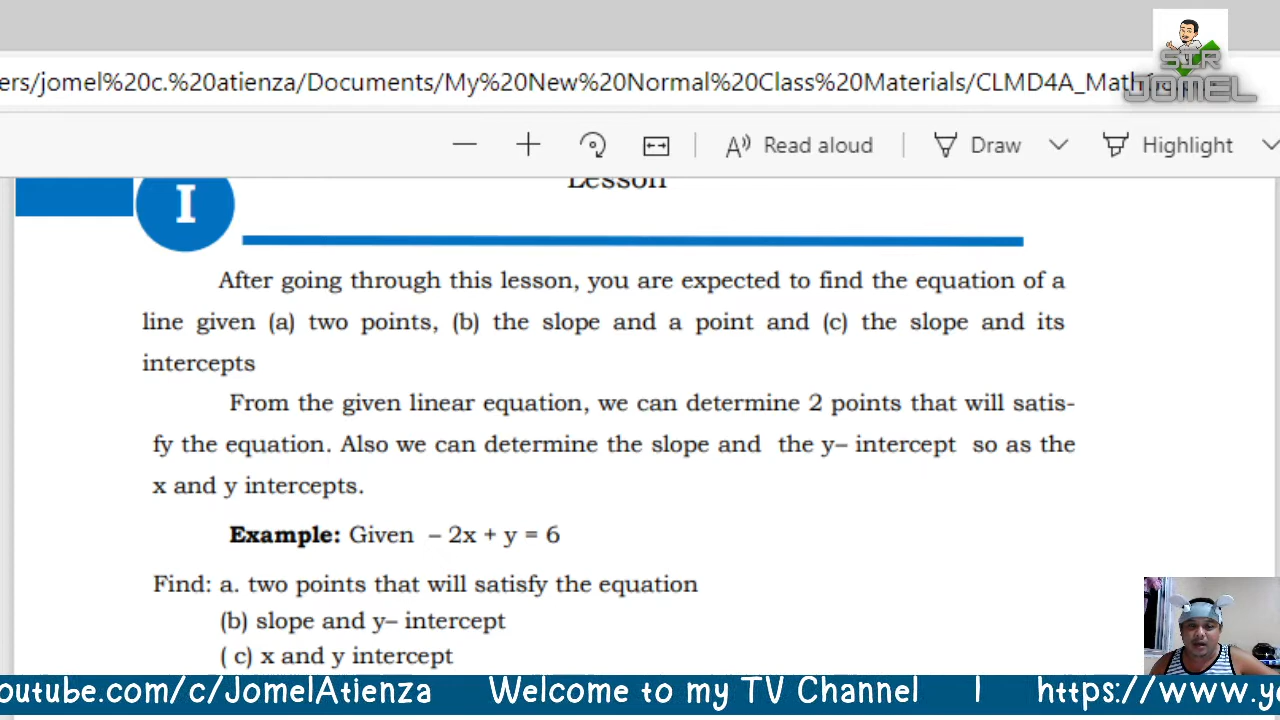 SIR
JOMEL
ers/jomel%20c.%20atienza/Documents/My%20New%20Normal%20Class%20Materials/CLMD4A_Math
Read aloud
Draw
Highlight
Lesson
I
After going through this lesson, you are expected to find the equation of a
line given (a) two points, (b) the slope and a point and (c) the slope and its
intercepts
From the given linear equation, we can determine 2 points that will satis-
fy the equation. Also we can determine the slope and the y– intercept so as the
x and y intercepts.
Example: Given – 2x + y = 6
Find: a. two points that will satisfy the equation
(b) slope and y– intercept
( c) x and y intercept
outube.com/c/JomelAtienza Welcome to my TV Channel | https://www.y